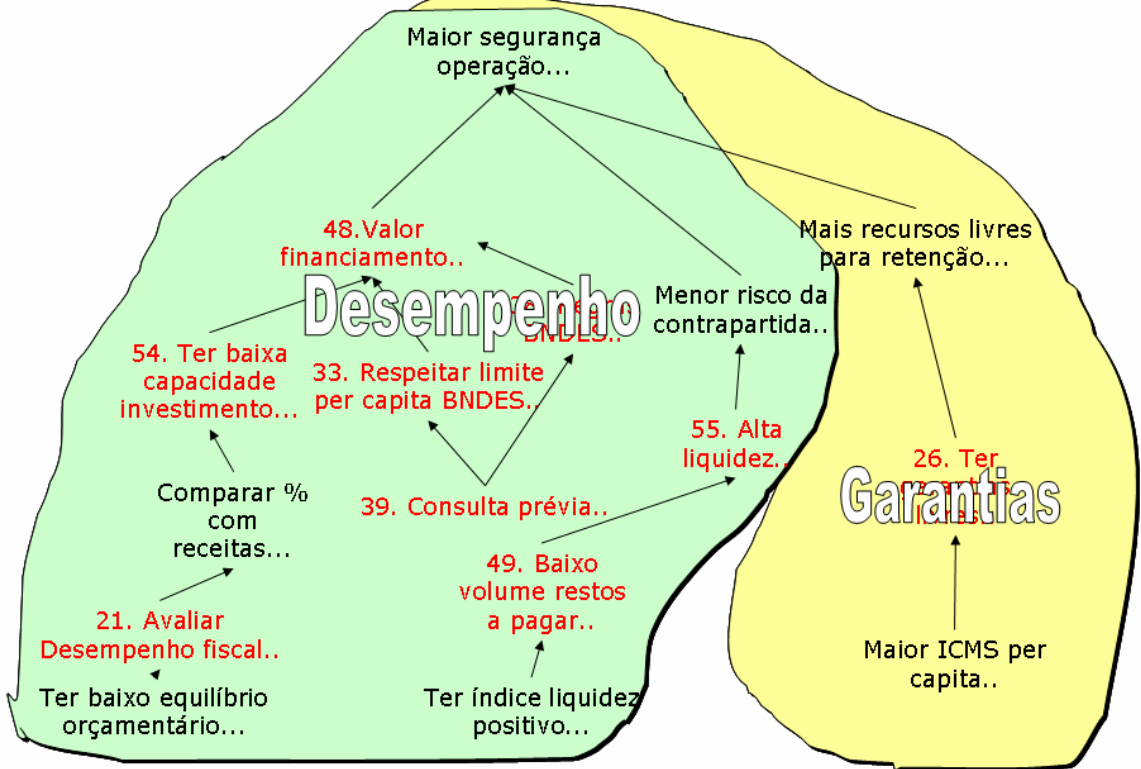 Maior segurança
operação...
48.Valor
financiamento..
Mais recursos livres
para retenção...
Desempenho
BNDES..
Menor risco da
contrapartida..
54. Ter baixa
capacidade
investimento...
33. Respeitar limite
per capita BNDES..
55. Alta
liquidez..
26. Ter
Garantias
Comparar %
com
receitas...
39. Consulta prévia..
49. Baixo
volume restos
a pagar..
21. Avaliar
Desempenho fiscal..
Maior ICMS per
capita..
Ter baixo equilíbrio
orçamentário...
Ter índice liquidez
positivo...